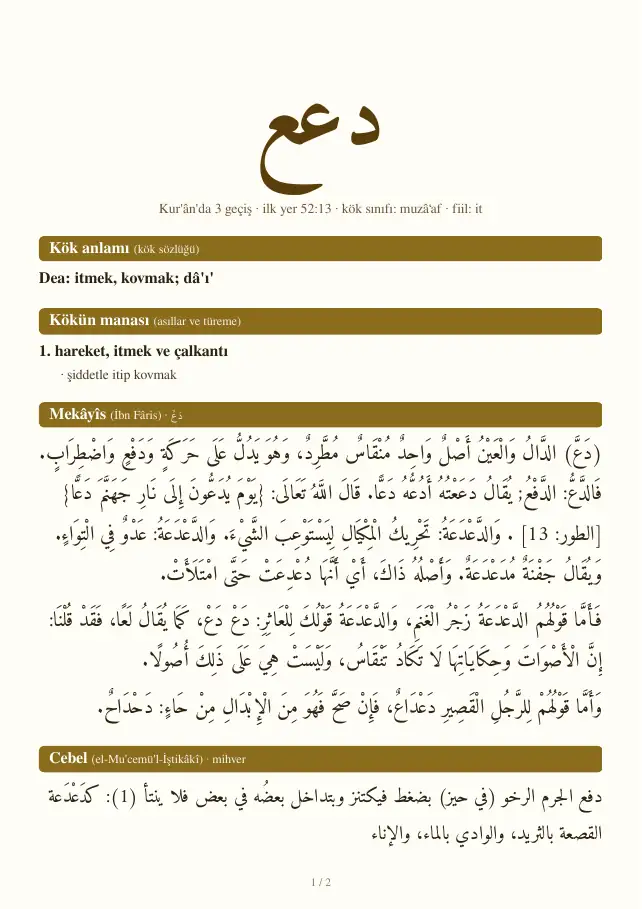 دعع
Kur'ân'da 3 geçiş · ilk yer 52:13 · kök sınıfı: muzâ'af · fiil: it
Kök anlamı (kök sözlüğü)
Dea: itmek, kovmak; dâ'ı'
Kökün manası (asıllar ve türeme)
1. hareket, itmek ve çalkantı
· şiddetle itip kovmak
Mekâyîs (İbn Fâris) · دَعَّ
(دَعَّ) الدَّالُ وَالْعَيْنُ أَصْلٌ وَاحِدٌ مُنْقَاسٌ مُطَّرِدٌ، وَهُوَ يَدُلُّ عَلَى حَرَكَةٍ وَدَفْعٍ وَاضْطِرَابٍ.
فَالدَّعُّ: الدَّفْعُ; يُقَالُ دَعَعْتُهُ أَدُعُّهُ دَعًّا. قَالَ اللَّهُ تَعَالَى: {يَوْمَ يُدَعُّونَ إِلَى نَارِ جَهَنَّمَ دَعًّا}
[الطور: 13] . وَالدَّعْدَعَةُ: تَحْرِيكُ الْمِكْيَالِ لِيَسْتَوْعِبَ الشَّيْءَ. وَالدَّعْدَعَةُ: عَدْوٌ فِي الْتِوَاءٍ.
وَيُقَالُ جَفْنَةٌ مُدَعْدَعَةٌ. وَأَصْلُهُ ذَاكَ، أَيْ أَنَّهَا دُعْدِعَتْ حَتَّى امْتَلَأَتْ.
فَأَمَّا قَوْلُهُمُ الدَّعْدَعَةُ زَجْرُ الْغَنَمِ، وَالدَّعْدَعَةُ قَوْلُكَ لِلْعَاثِرِ: دَعْ دَعْ، كَمَا يُقَالُ لَعًا، فَقَدْ قُلْنَا:
إِنَّ الْأَصْوَاتَ وَحِكَايَاتِهَا لَا تَكَادُ تَنْقَاسُ، وَلَيْسَتْ هِيَ عَلَى ذَلِكَ أُصُولًا.
وَأَمَّا قَوْلُهُمْ لِلرَّجُلِ الْقَصِيرِ دَعْدَاعٌ، فَإِنْ صَحَّ فَهُوَ مِنَ الْإِبْدَالِ مِنْ حَاءٍ: دَحْدَاحٌ.
Cebel (el-Mu'cemü'l-İştikâkî) · mihver
دفع الجرم الرخو (في حيز) بضغط فيكتنز ويتداخل بعضُه في بعض فلا ينتأ (1): كدَعْدَعة
القصعة بالثريد، والوادي بالماء، والإناء
1 / 2